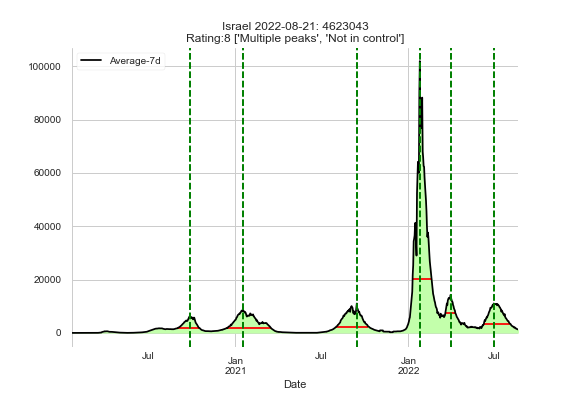 Israel 2022-08-21: 4623043
Rating:8 ['Multiple peaks', 'Not in control']
Average-7d
100000
80000
60000
40000
20000
0
Jul
Jan
2021
Jul
Jan
2022
Jul
Date